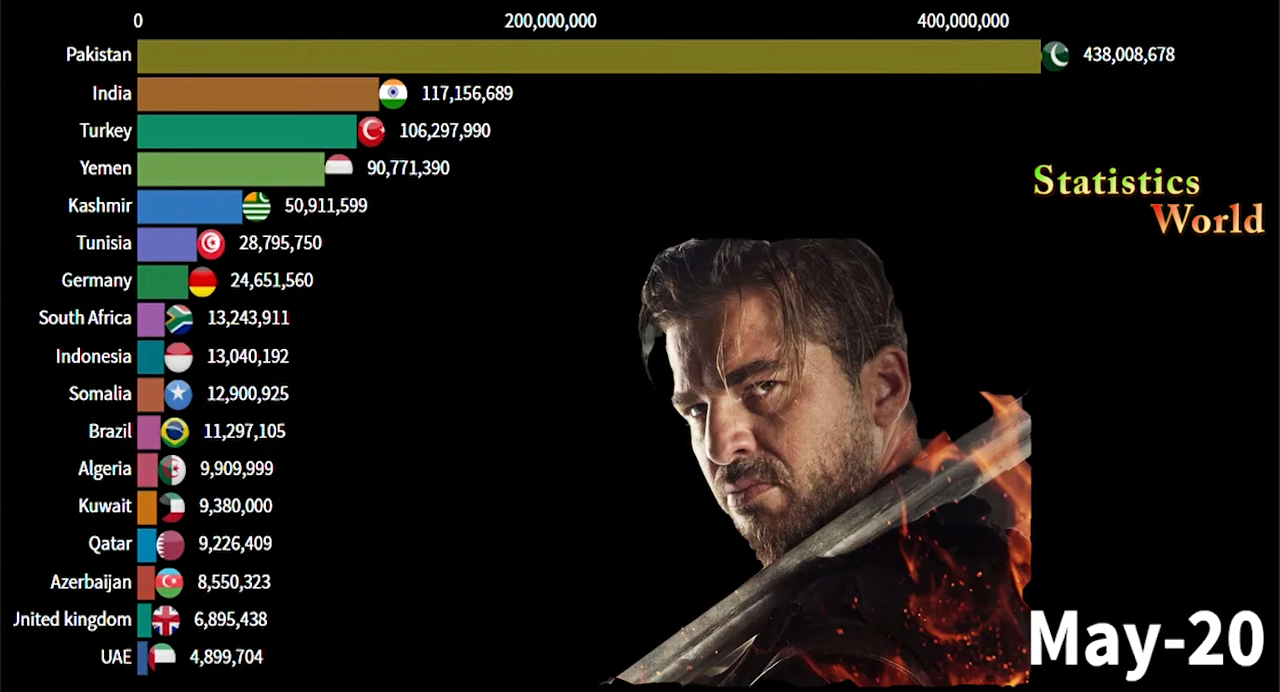 0 200,000,000 400,000,000
Pakistan 438,008,678
India 117,156,689
Turkey 106,297,990
Yemen 90,771,390
Kashmir 50,911,599
Tunisia 28,795,750
Germany 24,651,560
South Africa 13,243,911
Indonesia 13,040,192
Somalia 12,900,925
Brazil 11,297,105
Algeria 9,909,999
Kuwait 9,380,000
Qatar 9,226,409
Azerbaijan 8,550,323
United kingdom 6,895,438
UAE 4,899,704
Statistics
World
May-20